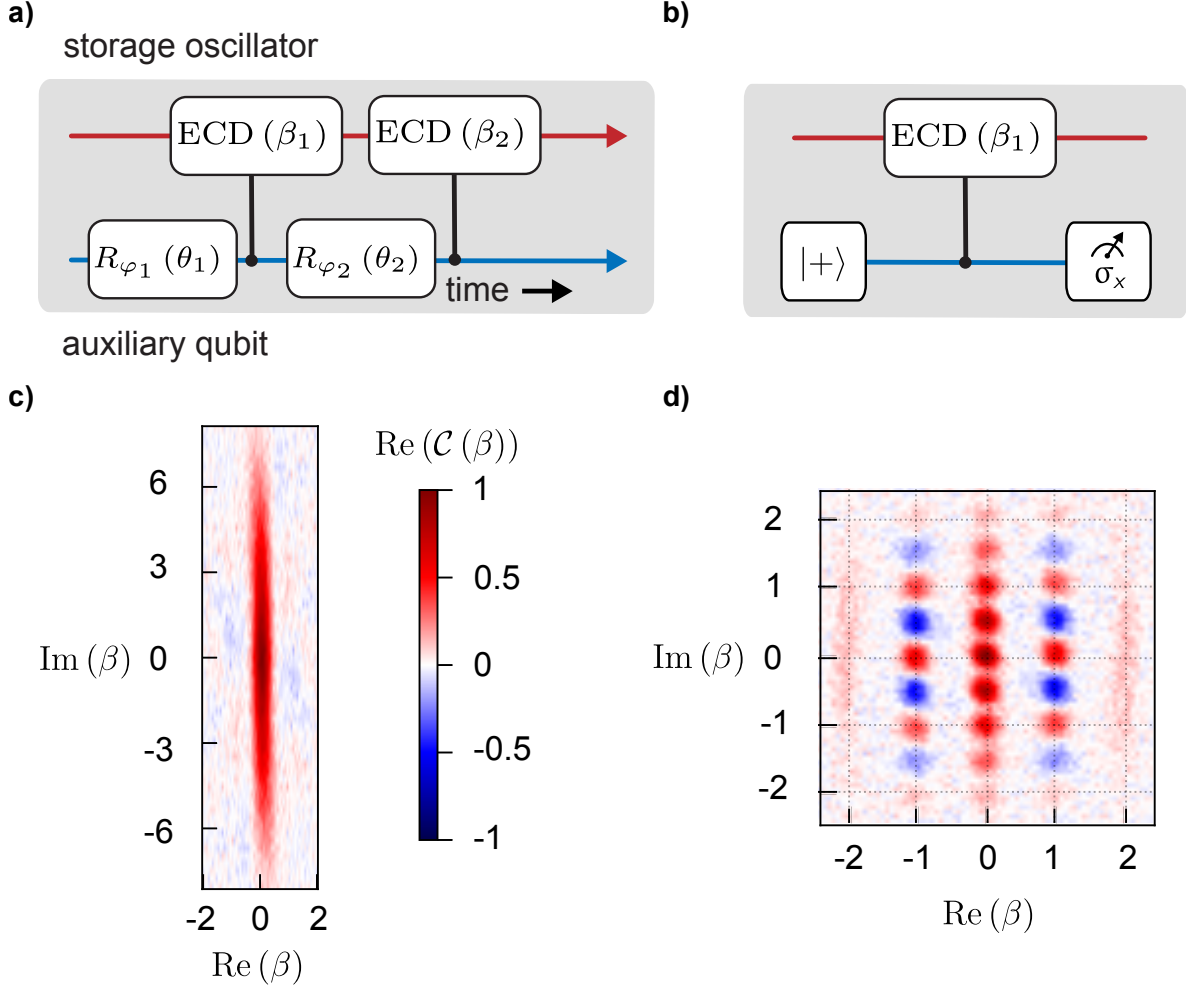 a)
storage oscillator
ECD (β₁)
ECD (β₂)
R_φ₁ (θ₁)
R_φ₂ (θ₂)
time
auxiliary qubit
b)
ECD (β₁)
|+⟩
σₓ
c)
Re (𝒞 (β))
6
3
0
-3
-6
Im (β)
-2 0 2
Re (β)
1
0.5
0
-0.5
-1
d)
2
1
0
-1
-2
Im (β)
-2 -1 0 1 2
Re (β)